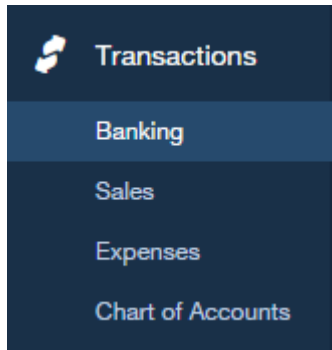 Transactions
Banking
Sales
Expenses
Chart of Accounts